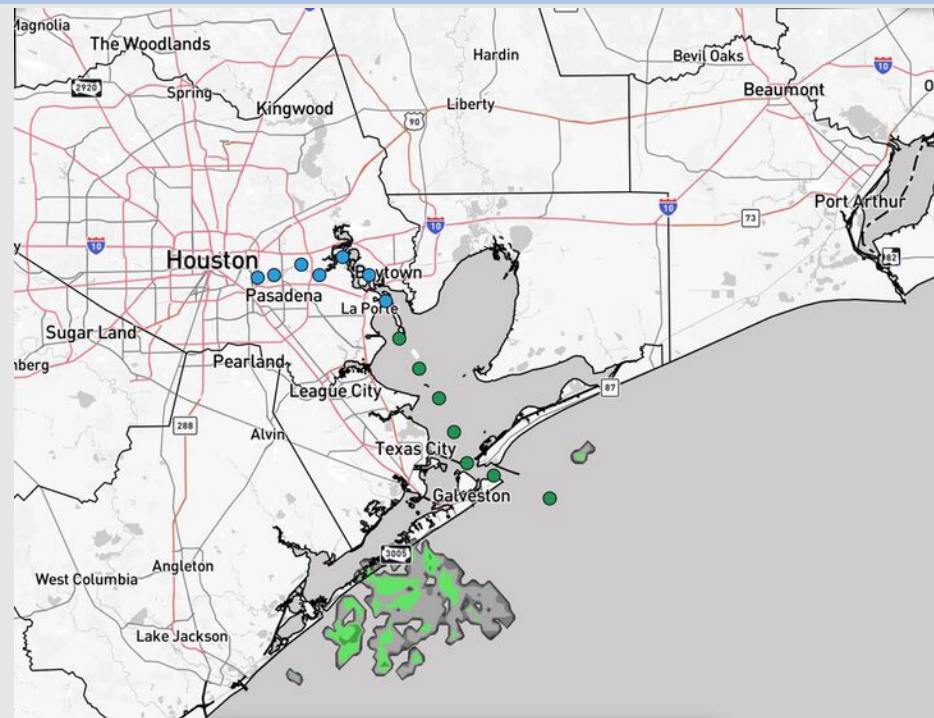 Magnolia
The Woodlands
Hardin
Bevil Oaks
10
2920
Spring
Kingwood
Liberty
Beaumont
90
Port Arthur
10
73
10
10
Houston
Baytown
82
Pasadena
La Porte
Sugar Land
Pearland
nberg
League City
87
288
Alvin
Texas City
Galveston
3005
Angleton
West Columbia
Lake Jackson